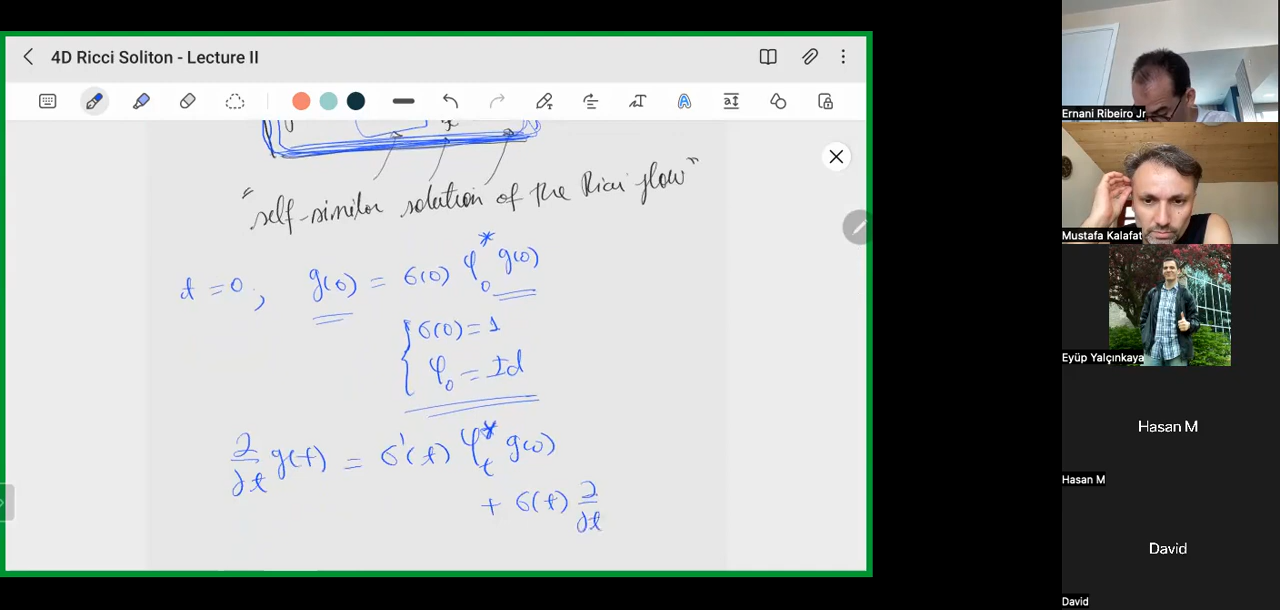 4D Ricci Soliton - Lecture II
"self-similar solution of the Ricci flow"
t = 0, g(0) = σ(0) φ₀* g(0)
σ(0) = 1
φ₀ = Id
∂/∂t g(t) = σ'(t) φₜ* g(0)
+ σ(t) ∂/∂t
Ernani Ribeiro Jr
Mustafa Kalafat
Eyüp Yalçınkaya
Hasan M
Hasan M
David
David